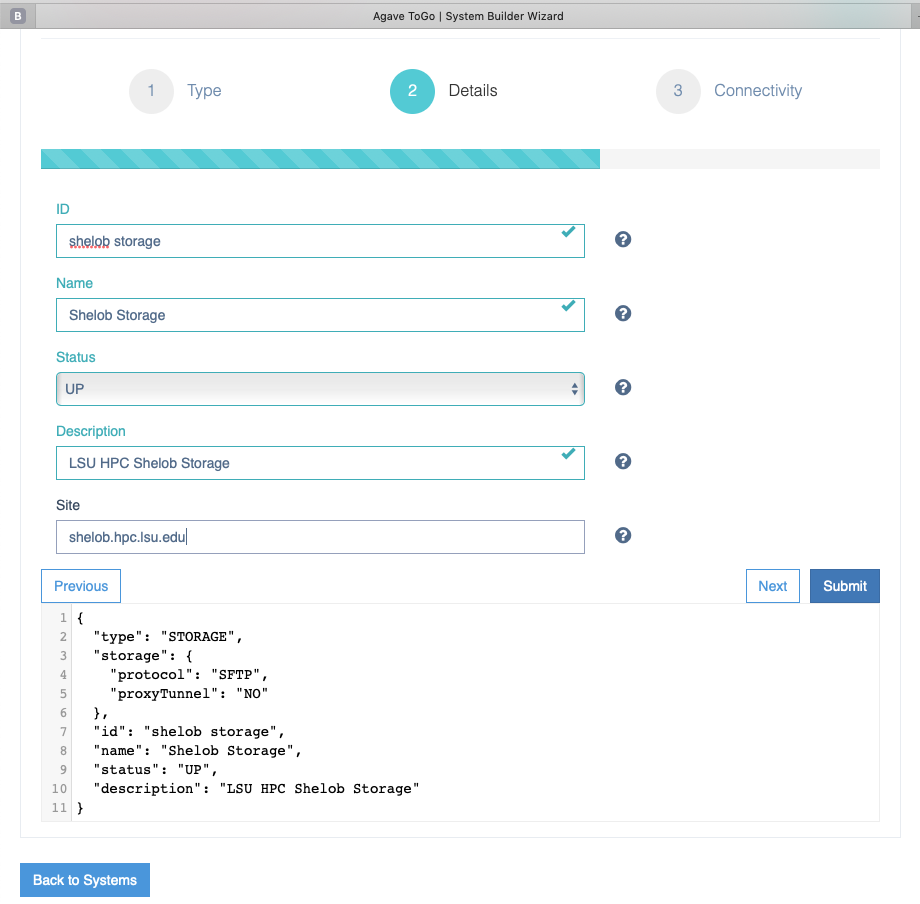 B
Agave ToGo | System Builder Wizard
1 Type
2 Details
3 Connectivity
ID
shelob storage
?
Name
Shelob Storage
?
Status
UP
?
Description
LSU HPC Shelob Storage
?
Site
shelob.hpc.lsu.edu
?
Previous
Next
Submit
1 {
2 "type": "STORAGE",
3 "storage": {
4 "protocol": "SFTP",
5 "proxyTunnel": "NO"
6 },
7 "id": "shelob storage",
8 "name": "Shelob Storage",
9 "status": "UP",
10 "description": "LSU HPC Shelob Storage"
11 }
Back to Systems